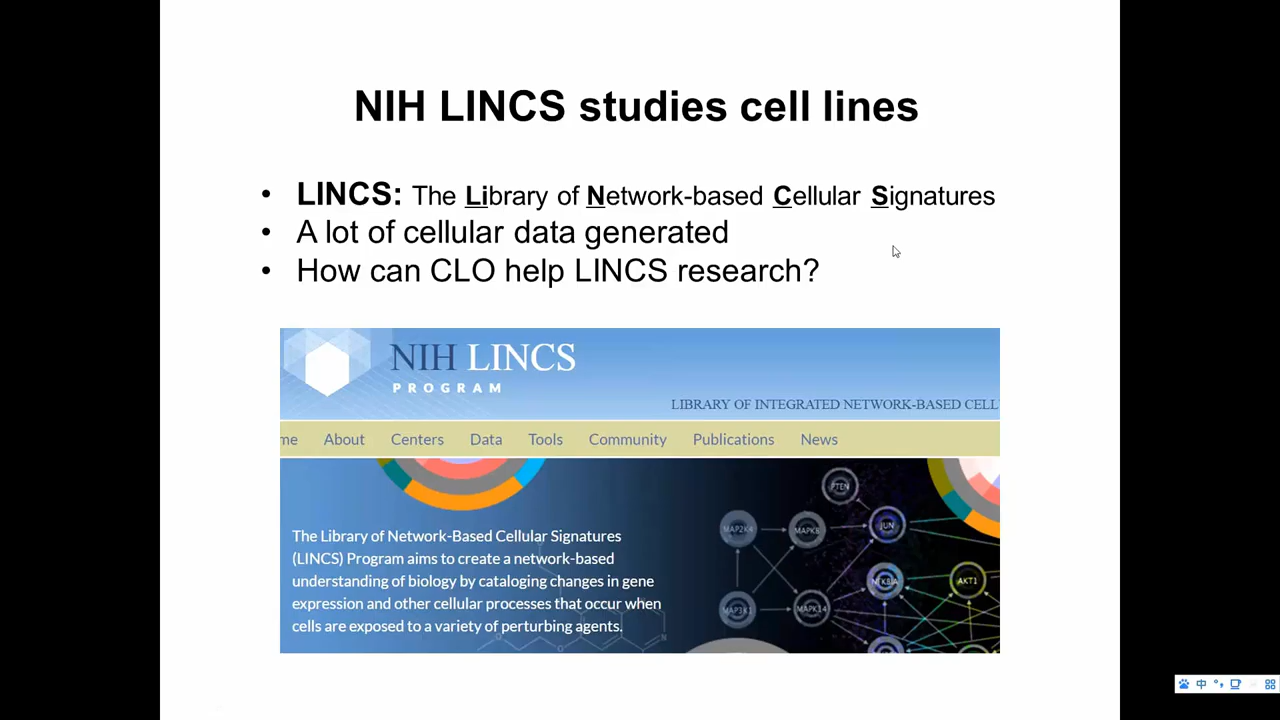 NIH LINCS studies cell lines
• LINCS: The Library of Network-based Cellular Signatures
• A lot of cellular data generated
• How can CLO help LINCS research?
NIH LINCS
PROGRAM
LIBRARY OF INTEGRATED NETWORK-BASED CELL
me About Centers Data Tools Community Publications News
The Library of Network-Based Cellular Signatures
(LINCS) Program aims to create a network-based
understanding of biology by cataloging changes in gene
expression and other cellular processes that occur when
cells are exposed to a variety of perturbing agents.
PTEN
MAP2K4 MAPK8 JUN
NFKBIA AKT1
MAP3K1 MAPK14
中